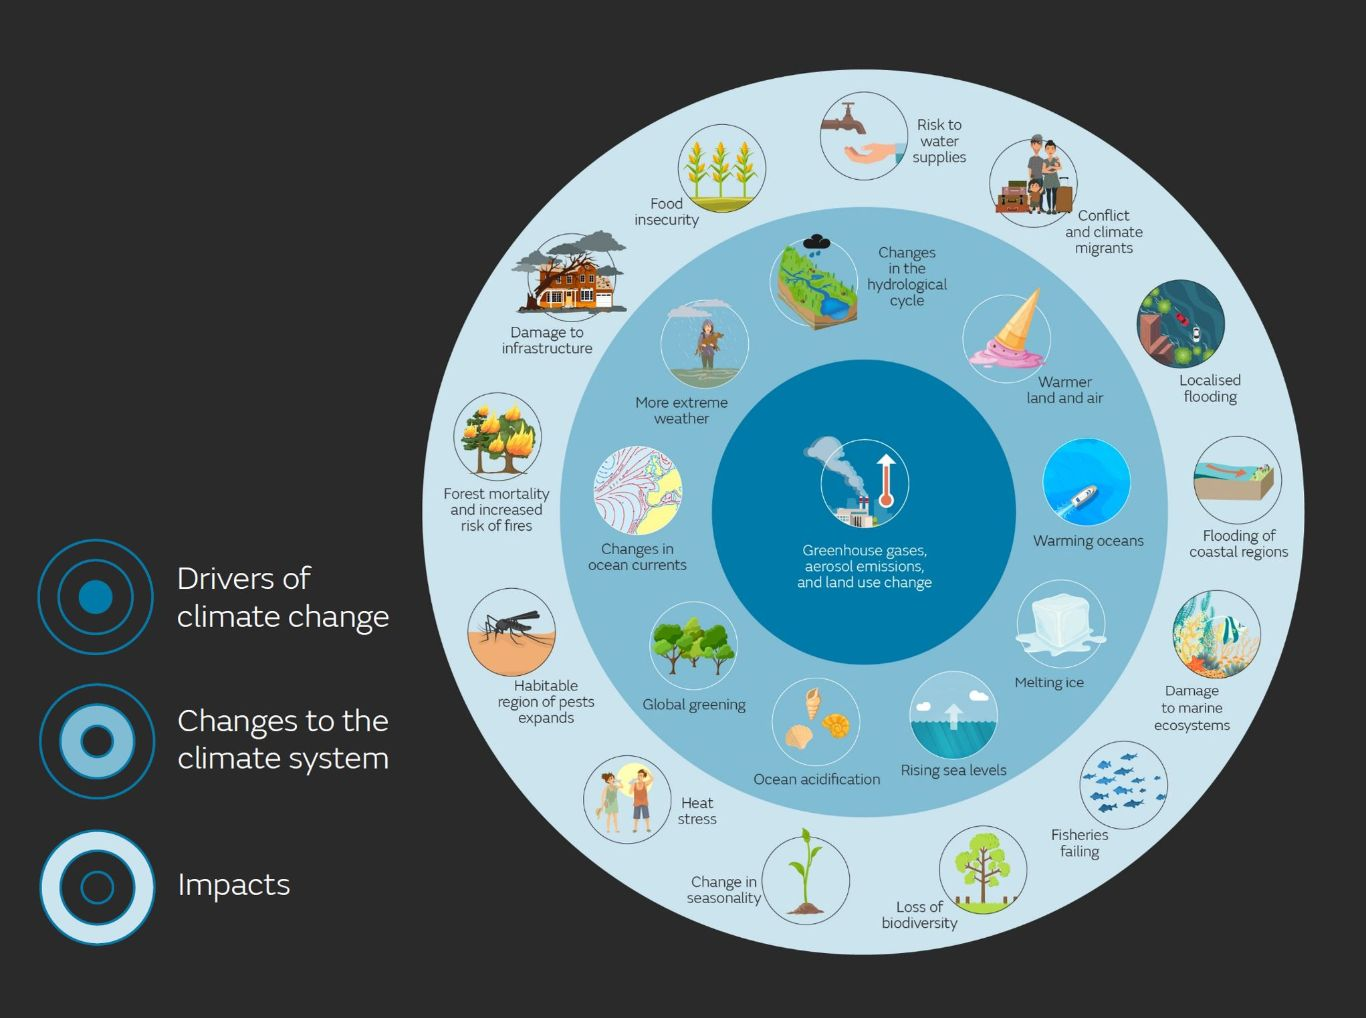 Risk to
water
supplies
Food
insecurity
Conflict
and climate
migrants
Damage to
infrastructure
Changes
in the
hydrological
cycle
Localised
flooding
More extreme
weather
Warmer
land and air
Forest mortality
and increased
risk of fires
Changes in
ocean currents
Greenhouse gases,
aerosol emissions,
and land use change
Warming oceans
Flooding of
coastal regions
Drivers of
climate change
Habitable
region of pests
expands
Global greening
Melting ice
Damage
to marine
ecosystems
Changes to the
climate system
Ocean acidification
Rising sea levels
Heat
stress
Fisheries
failing
Impacts
Change in
seasonality
Loss of
biodiversity